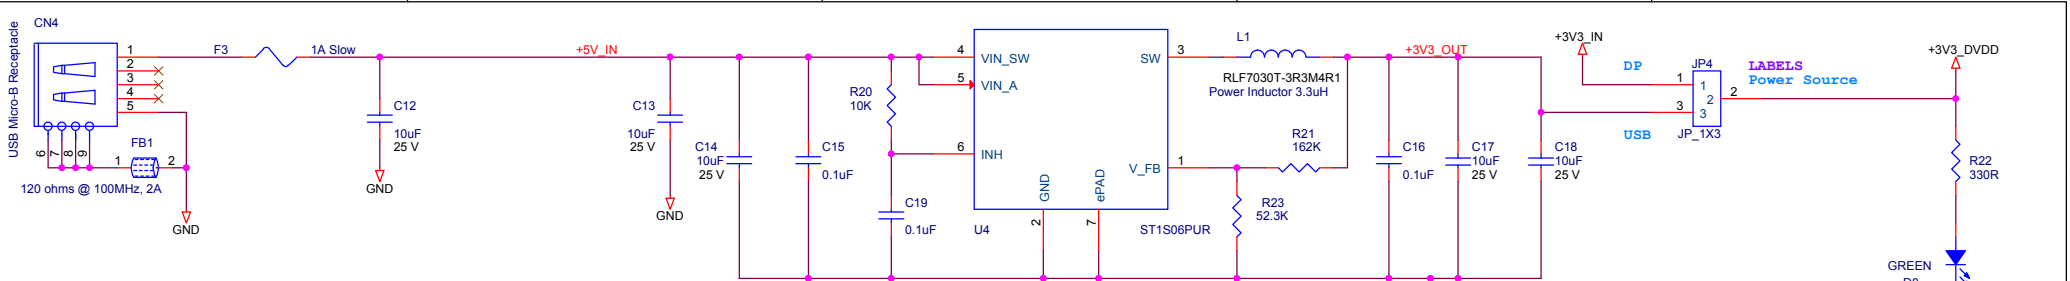 CN4
USB Micro-B Receptacle
1
2
3
4
5
6
7
8
9
FB1
1
2
120 ohms @ 100MHz, 2A
GND
F3
1A Slow
C12
10uF
25 V
GND
+5V_IN
C13
10uF
25 V
GND
C14
10uF
25 V
C15
0.1uF
R20
10K
C19
0.1uF
4
5
6
VIN_SW
VIN_A
INH
GND
ePAD
SW
V_FB
2
7
3
1
U4
ST1S06PUR
L1
RLF7030T-3R3M4R1
Power Inductor 3.3uH
R21
162K
R23
52.3K
+3V3_OUT
C16
0.1uF
C17
10uF
25 V
C18
10uF
25 V
+3V3_IN
DP
USB
JP4
1
3
1
2
3
2
JP_1X3
LABELS
Power Source
+3V3_DVDD
R22
330R
GREEN